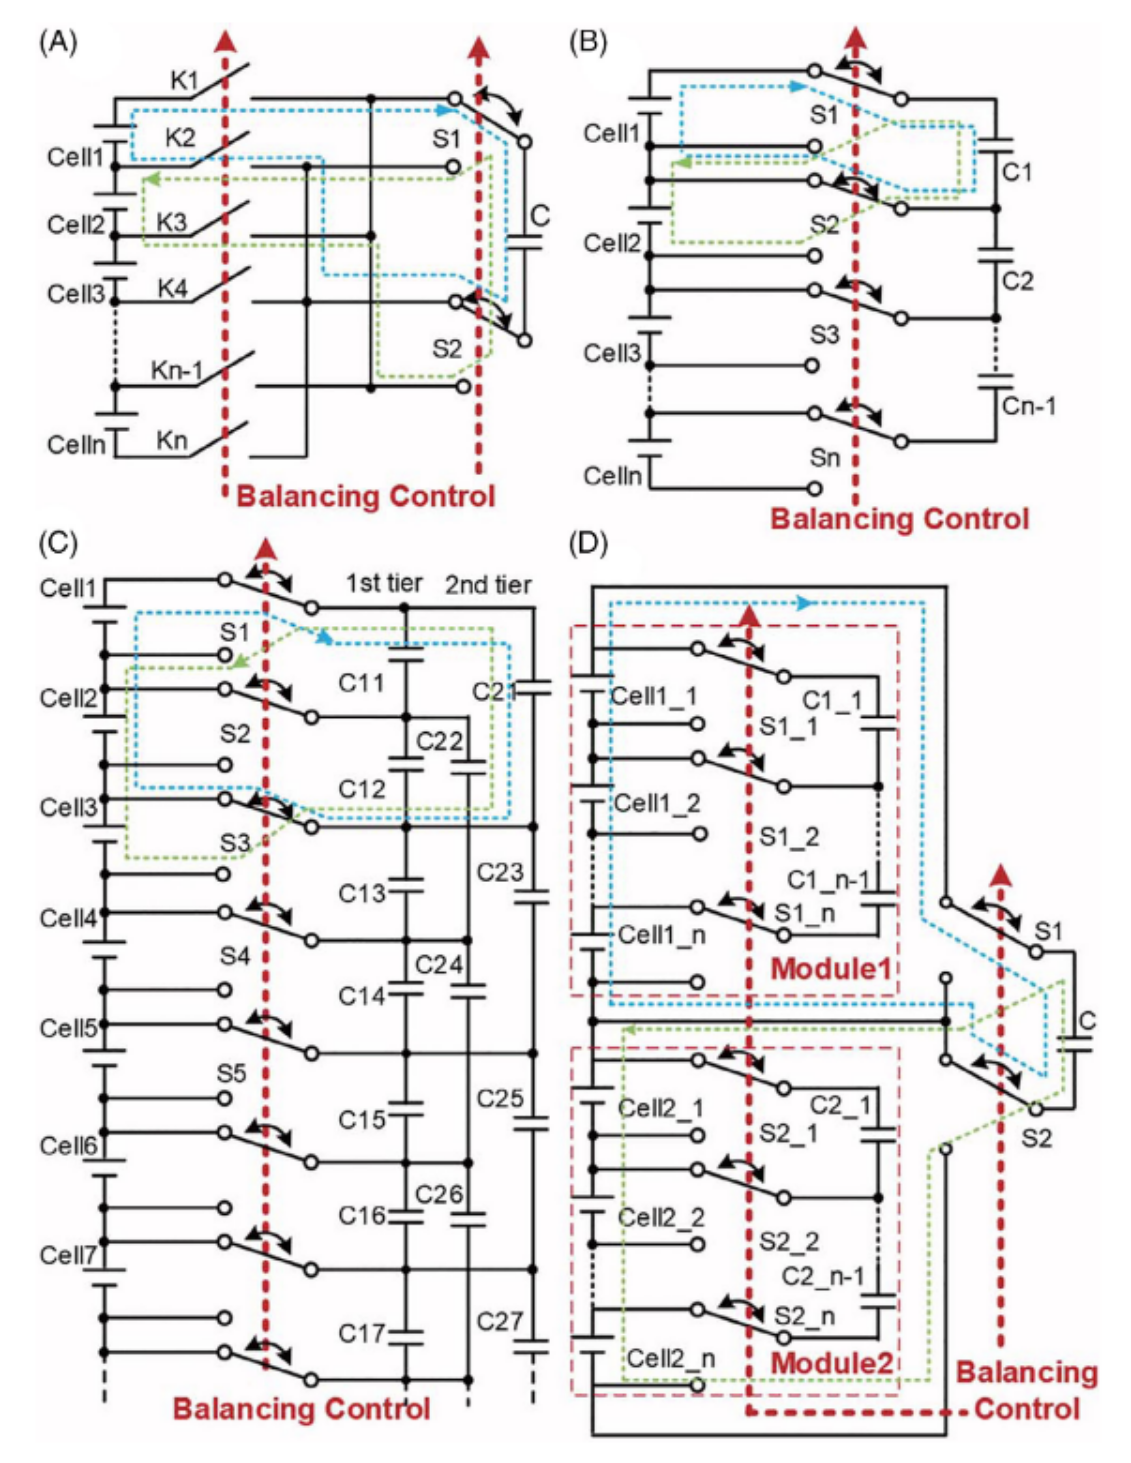 (A)
K1
K2
S1
Cell1
Cell2
K3
C
Cell3
K4
S2
Kn-1
Celln
Kn
Balancing Control
(B)
S1
Cell1
C1
S2
Cell2
C2
S3
Cell3
Cn-1
Sn
Celln
Balancing Control
(C)
Cell1
1st tier
2nd tier
S1
C11
C21
Cell2
S2
C22
C12
Cell3
S3
C23
C13
Cell4
S4
C24
C14
Cell5
S5
C25
C15
Cell6
C26
C16
Cell7
C27
C17
Balancing Control
(D)
Cell1_1
C1_1
S1_1
Cell1_2
S1_2
C1_n-1
S1_n
Cell1_n
S1
Module1
C
Cell2_1
C2_1
S2_1
S2
Cell2_2
S2_2
C2_n-1
S2_n
Cell2_n
Module2
Balancing
Control